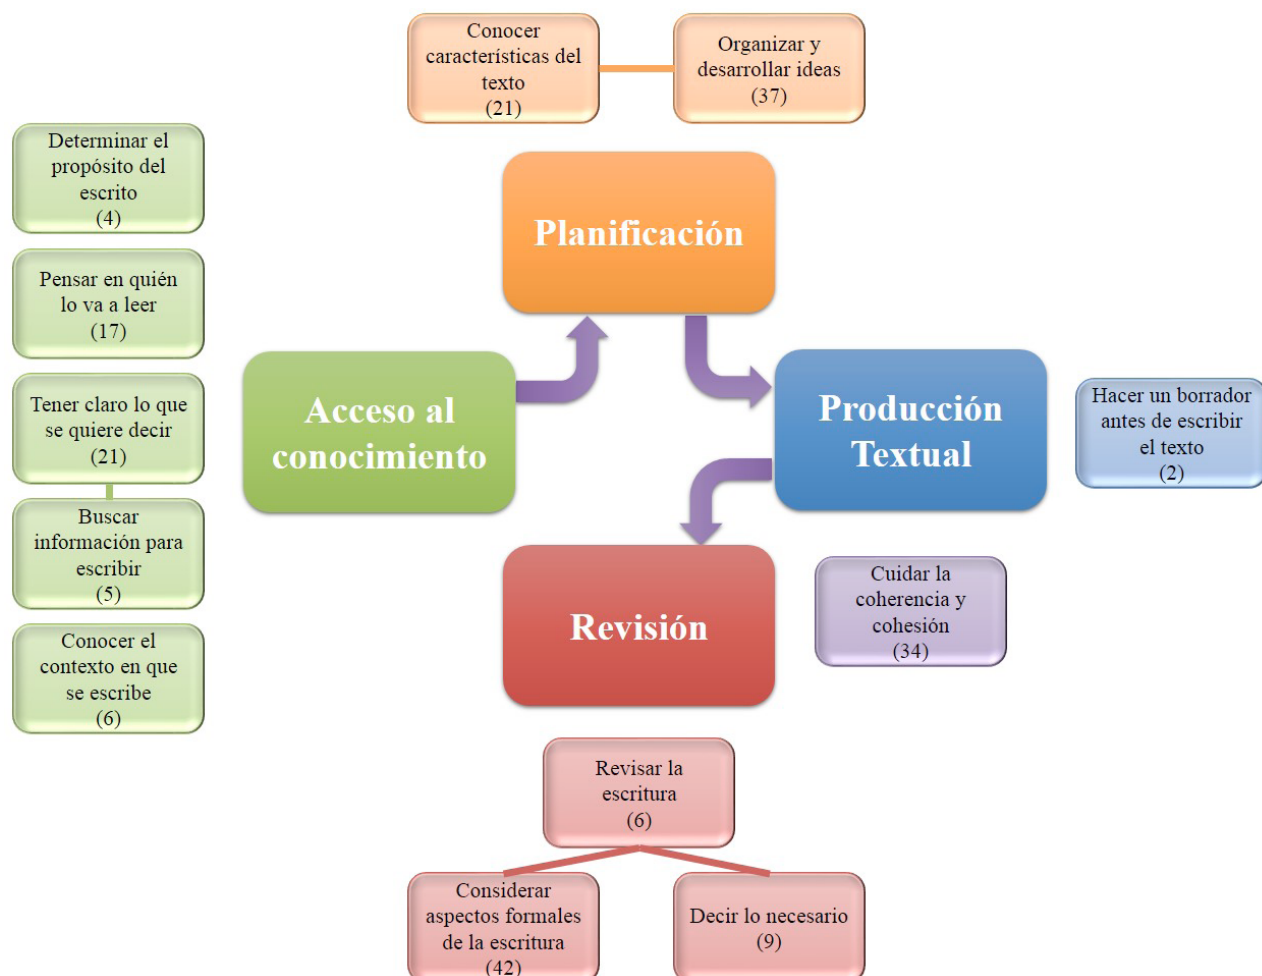 Conocer
características del
texto
(21)
Organizar y
desarrollar ideas
(37)
Determinar el
propósito del
escrito
(4)
Pensar en quién
lo va a leer
(17)
Tener claro lo que
se quiere decir
(21)
Buscar
información para
escribir
(5)
Conocer el
contexto en que
se escribe
(6)
Planificación
Acceso al
conocimiento
Producción
Textual
Hacer un borrador
antes de escribir
el texto
(2)
Revisión
Cuidar la
coherencia y
cohesión
(34)
Revisar la
escritura
(6)
Considerar
aspectos formales
de la escritura
(42)
Decir lo necesario
(9)